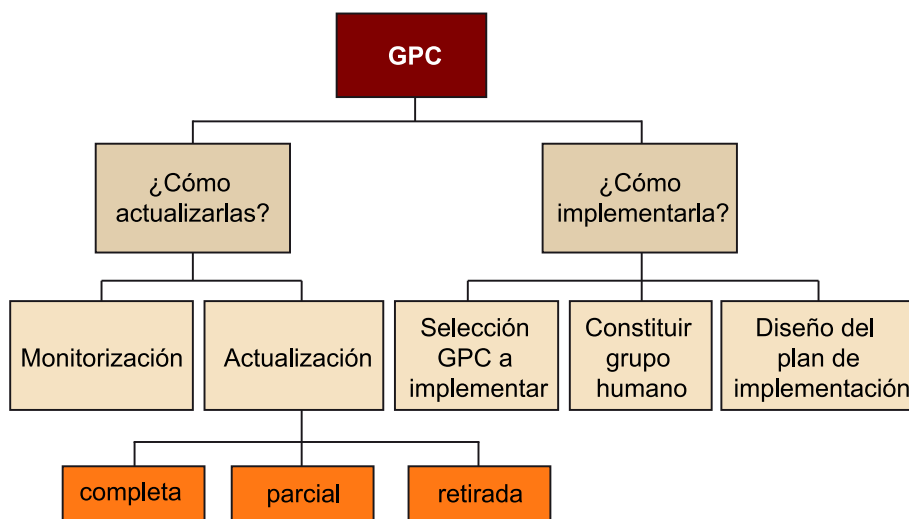 GPC
¿Cómo
actualizarlas?
¿Cómo
implementarla?
Monitorización
Actualización
Selección
GPC a
implementar
Constituir
grupo
humano
Diseño del
plan de
implementación
completa
parcial
retirada